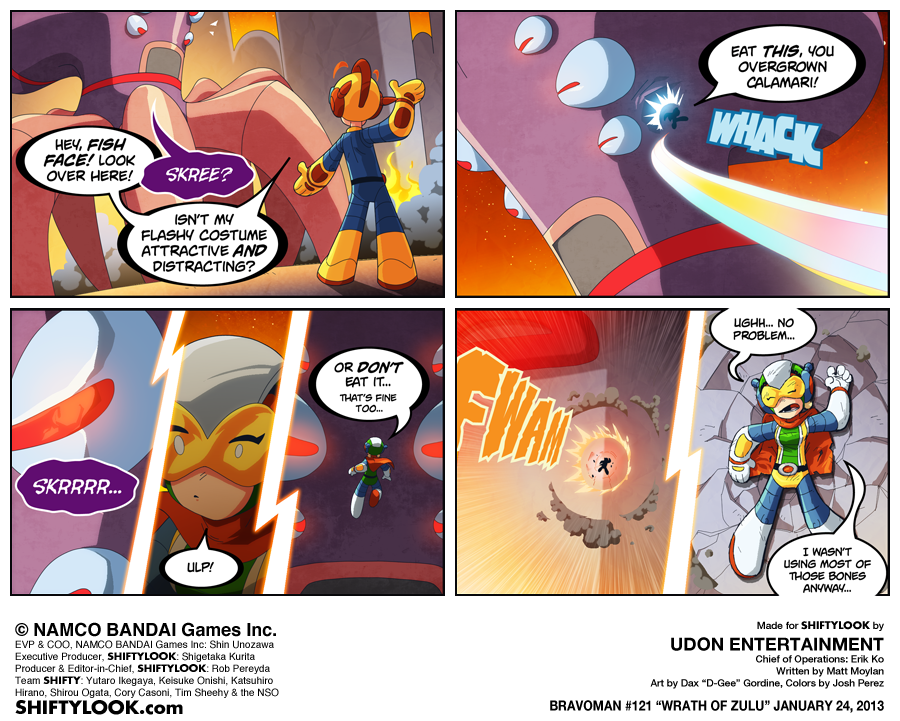 HEY, FISH
FACE! LOOK
OVER HERE!
SKREE?
ISN'T MY
FLASHY COSTUME
ATTRACTIVE AND
DISTRACTING?
EAT THIS, YOU
OVERGROWN
CALAMARI!
WHACK
SKRRRR...
ULP!
OR DON'T
EAT IT...
THAT'S FINE
TOO...
FWAM
UGHH... NO
PROBLEM...
I WASN'T
USING MOST OF
THOSE BONES
ANYWAY...
© NAMCO BANDAI Games Inc.
EVP & COO, NAMCO BANDAI Games Inc: Shin Unozawa
Executive Producer, SHIFTYLOOK: Shigetaka Kurita
Producer & Editor-in-Chief, SHIFTYLOOK: Rob Pereyda
Team SHIFTY: Yutaro Ikegaya, Keisuke Onishi, Katsuhiro
Hirano, Shirou Ogata, Cory Casoni, Tim Sheehy & the NSO
SHIFTYLOOK.com
Made for SHIFTYLOOK by
UDON ENTERTAINMENT
Chief of Operations: Erik Ko
Written by Matt Moylan
Art by Dax "D-Gee" Gordine, Colors by Josh Perez
BRAVOMAN #121 "WRATH OF ZULU" JANUARY 24, 2013